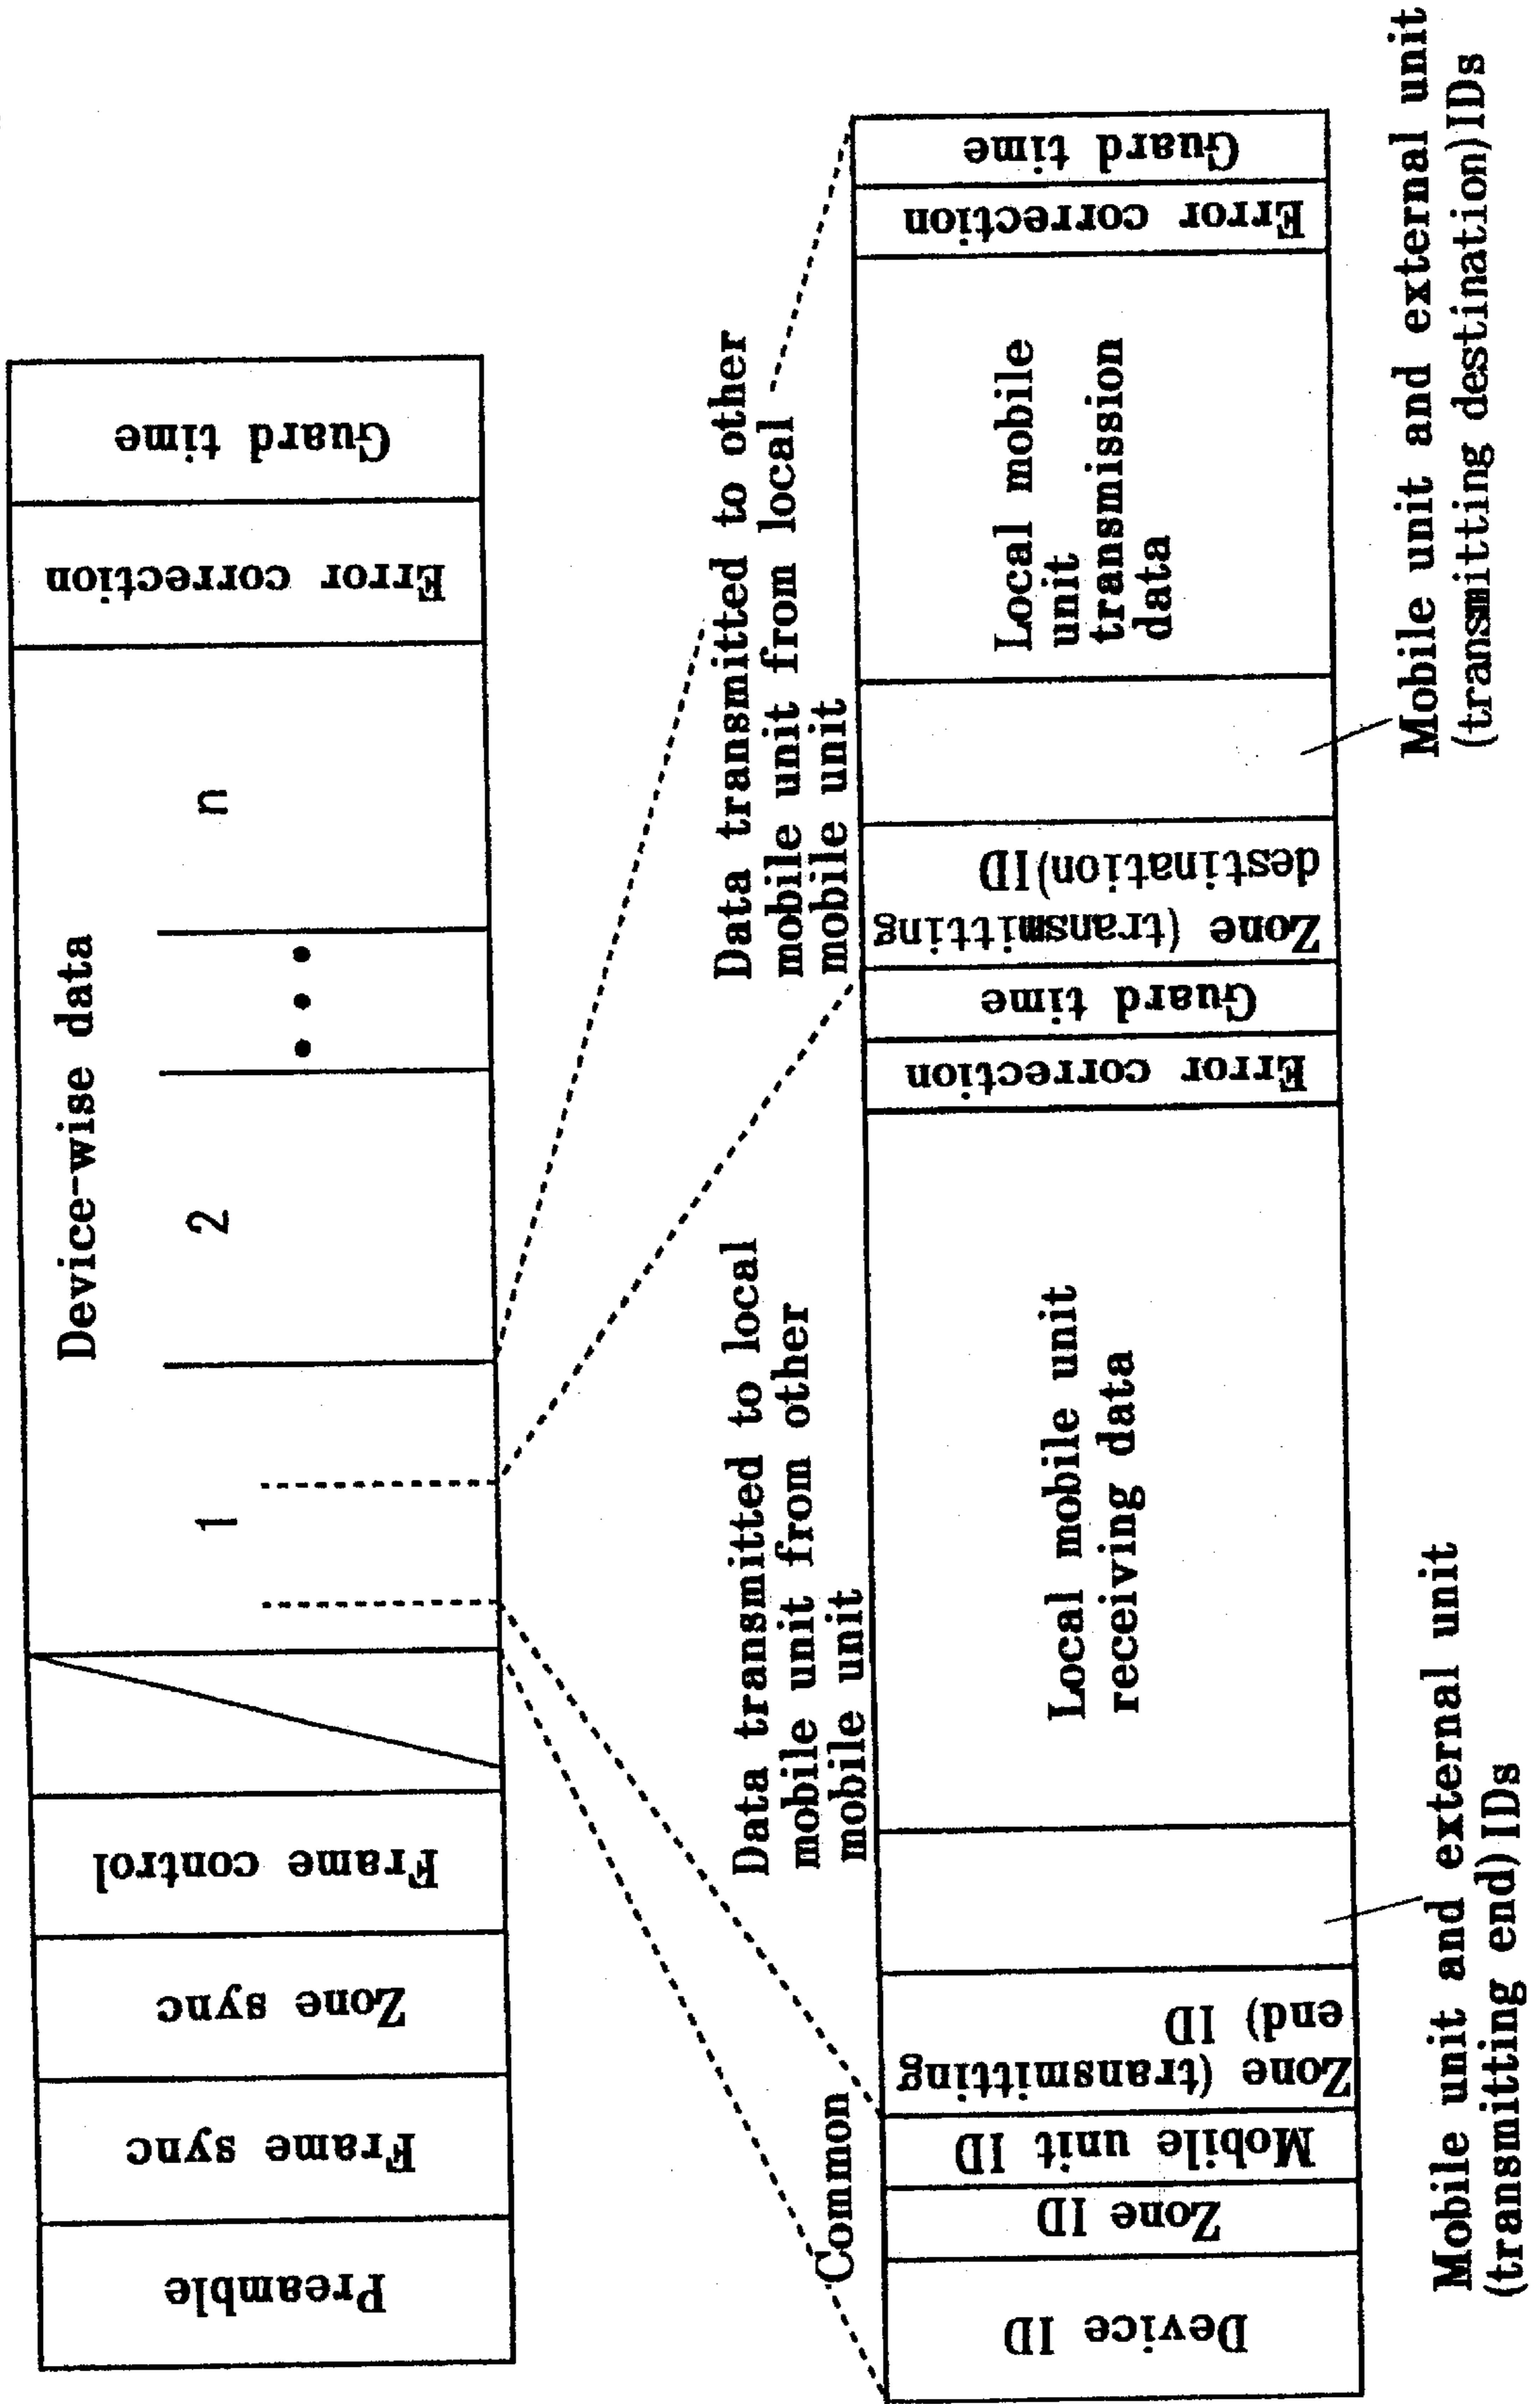 Preamble
Frame sync
Zone sync
Frame control
Device-wise data
1
2
n
Error correction
Guard time
Common
Data transmitted to local
mobile unit from other
mobile unit
Data transmitted to other
mobile unit from local
mobile unit
Device ID
Zone ID
Mobile unit ID
Zone (transmitting
end) ID
Local mobile unit
receiving data
Error correction
Guard time
Zone (transmitting
destination)ID
Local mobile
unit
transmission
data
Error correction
Guard time
Mobile unit and external unit
(transmitting end)IDs
Mobile unit and external unit
(transmitting destination)IDs